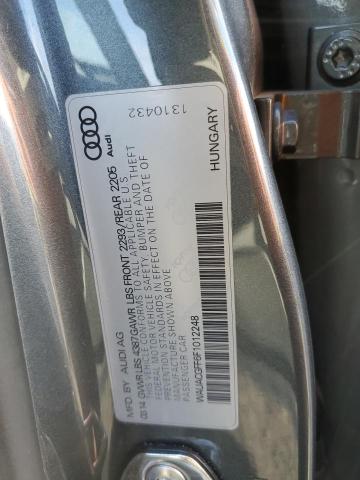 MFD BY AUDI AG
03.14 GVWR LBS 4387 GAWR LBS FRONT 2293/REAR 2205
THIS VEHICLE CONFORMS TO ALL APPLICABLE U S
FEDERAL MOTOR VEHICLE SAFETY, BUMPER AND THEFT
PREVENTION STANDARDS IN EFFECT ON THE DATE OF
MANUFACTURE SHOWN ABOVE.
PASSENGER CAR
WAUACGFF6F1012248
Audi
1310432
HUNGARY